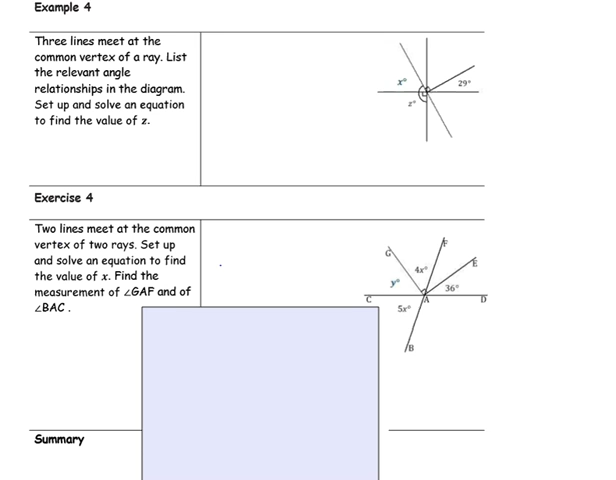 Example 4
Three lines meet at the
common vertex of a ray. List
the relevant angle
relationships in the diagram.
Set up and solve an equation
to find the value of z.
x°
29°
z°
Exercise 4
Two lines meet at the common
vertex of two rays. Set up
and solve an equation to find
the value of x. Find the
measurement of ∠GAF and of
∠BAC .
F
G
E
4x°
y°
36°
C
A
D
5x°
B
Summary